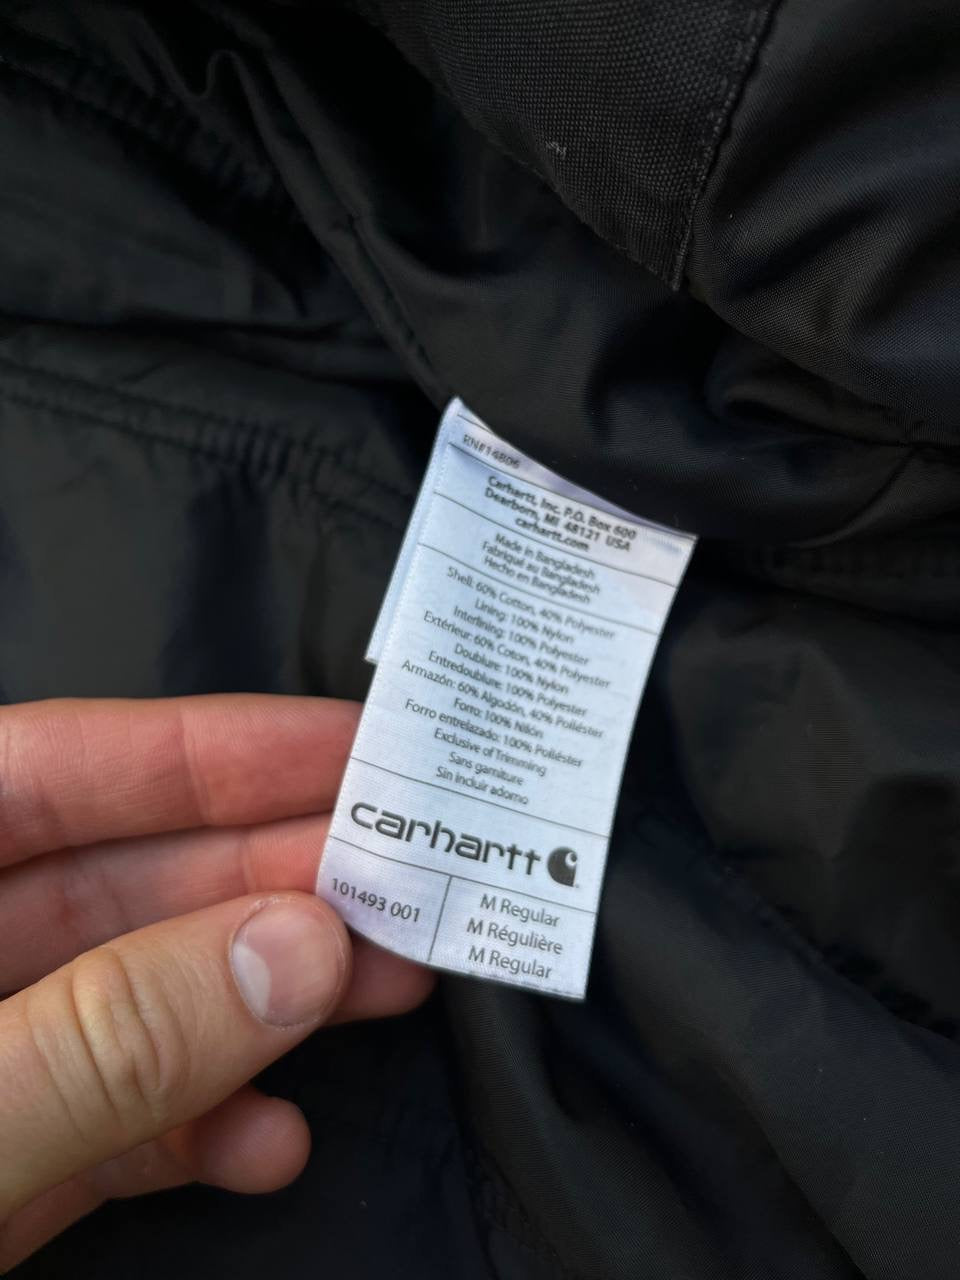 RN#14806
Carhartt, Inc. P.O. Box 600
Dearborn, MI 48121 USA
carhartt.com
Made in Bangladesh
Fabriqué au Bangladesh
Hecho en Bangladesh
Shell: 60% Cotton, 40% Polyester
Lining: 100% Nylon
Interlining: 100% Polyester
Extérieur: 60% Coton, 40% Polyester
Doublure: 100% Nylon
Entredoublure: 100% Polyester
Armazón: 60% Algodón, 40% Poliéster
Forro: 100% Nilón
Forro entrelazado: 100% Poliéster
Exclusive of Trimming
Sans garniture
Sin incluir adorno
carhartt
101493 001
M Regular
M Régulière
M Regular